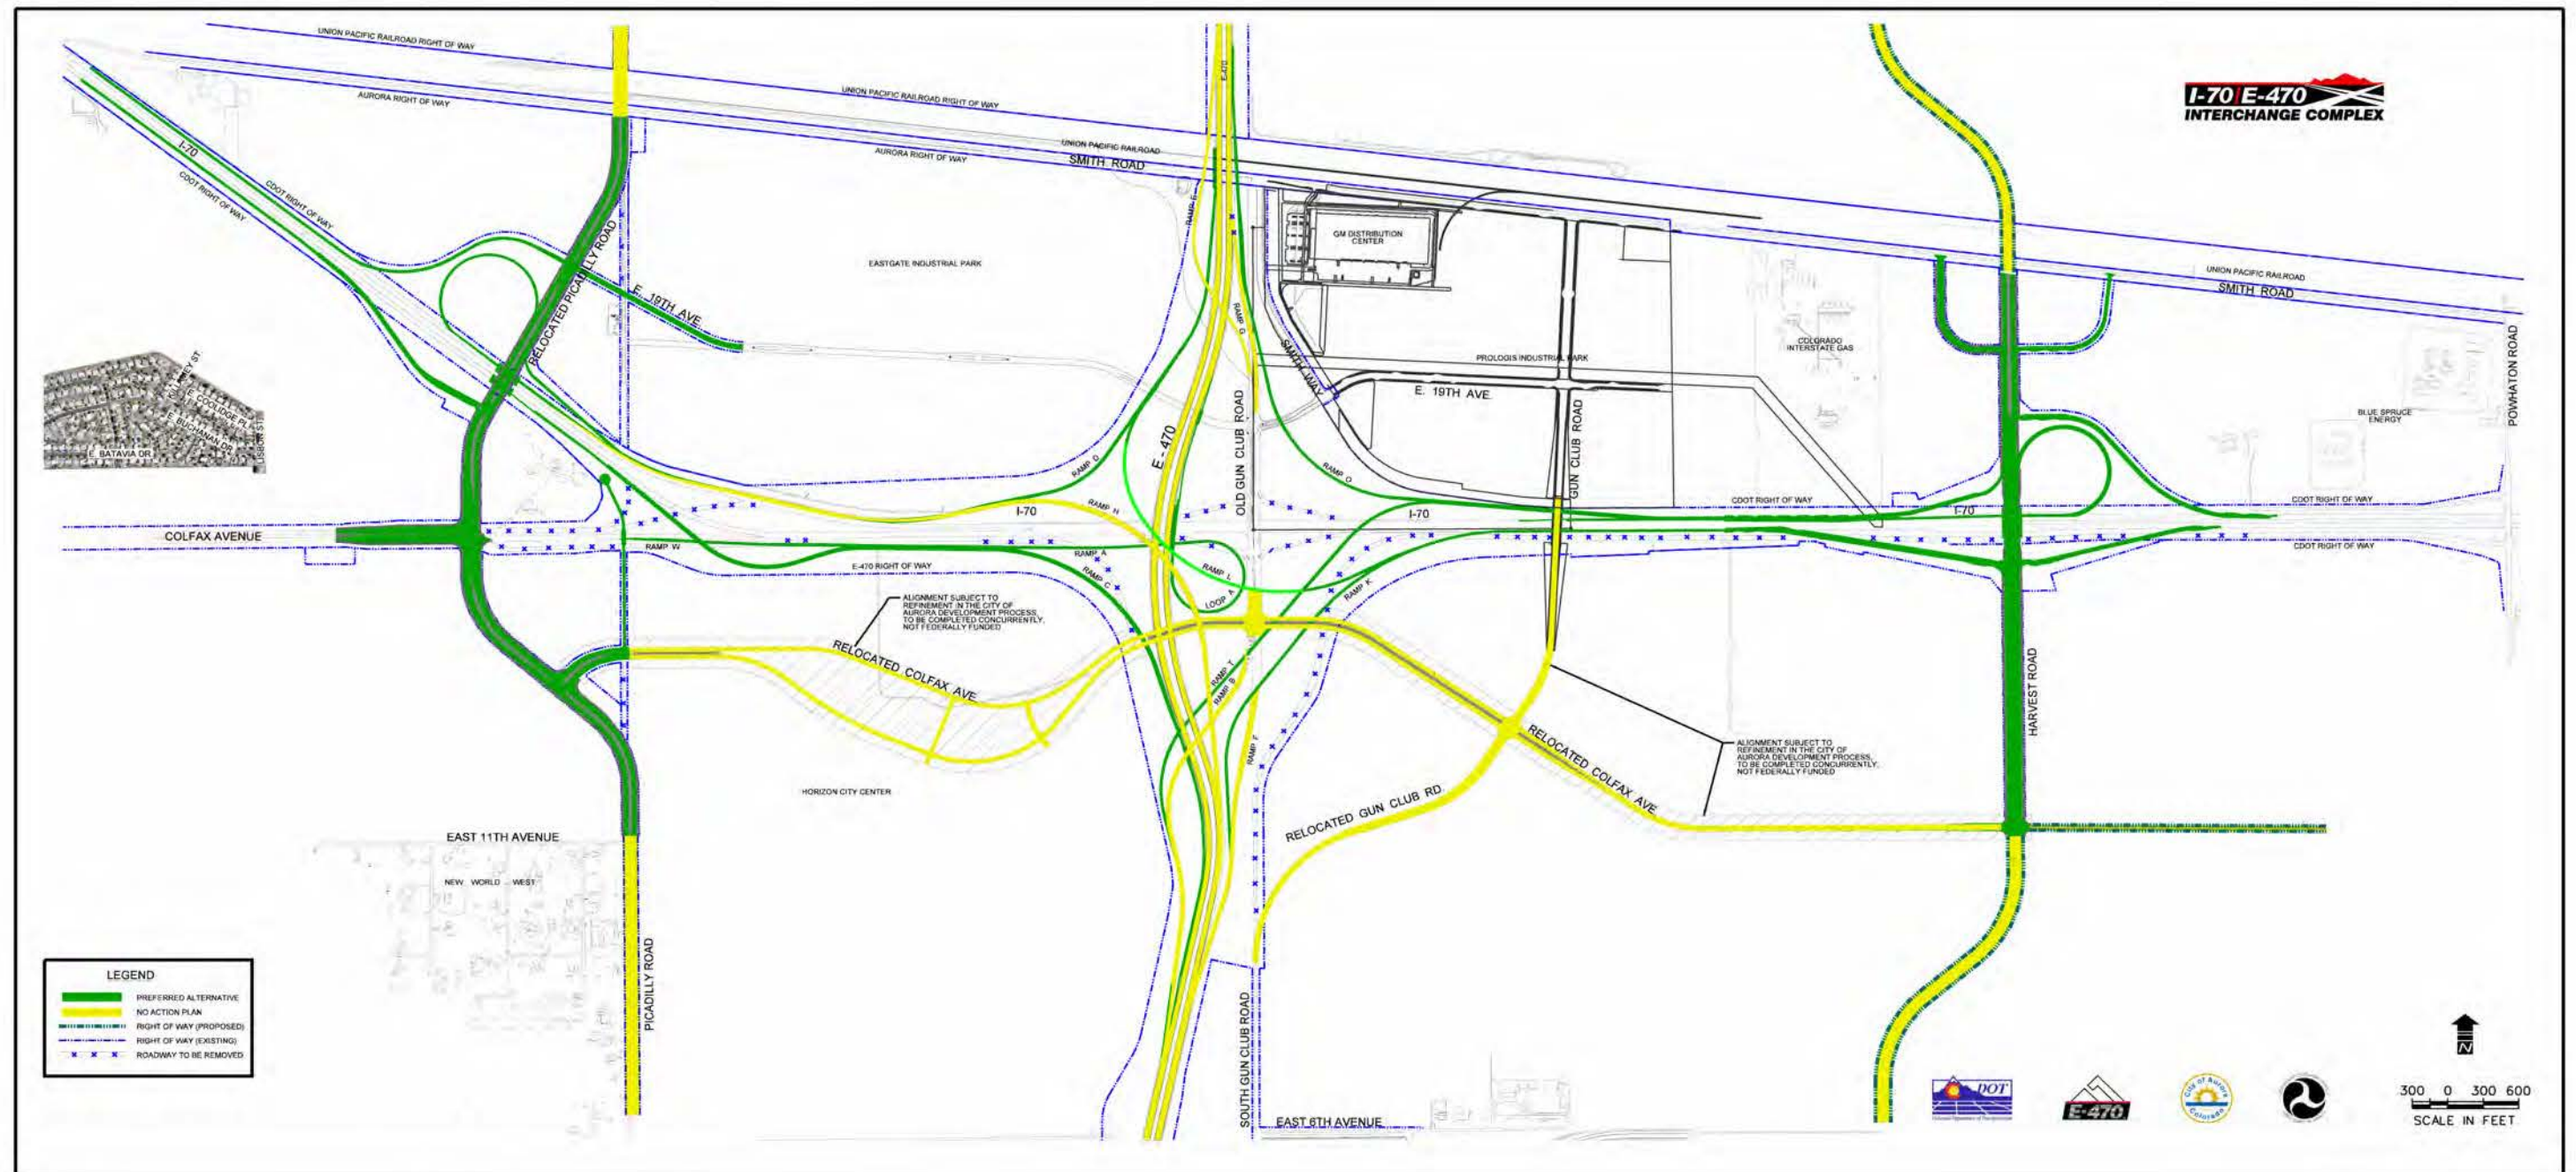 UNION PACIFIC RAILROAD RIGHT OF WAY
AURORA RIGHT OF WAY
UNION PACIFIC RAILROAD RIGHT OF WAY
E-470
I-70|E-470
INTERCHANGE COMPLEX
I-70
CDOT RIGHT OF WAY
CDOT RIGHT OF WAY
UNION PACIFIC RAILROAD
AURORA RIGHT OF WAY
SMITH ROAD
RELOCATED PICADILLY ROAD
E. 19TH AVE
EASTGATE INDUSTRIAL PARK
GM DISTRIBUTION
CENTER
RAMP G
SMITH WAY
PROLOGIS INDUSTRIAL PARK
E. 19TH AVE.
COLORADO
INTERSTATE GAS
UNION PACIFIC RAILROAD
SMITH ROAD
POWHATON ROAD
BLUE SPRUCE
ENERGY
E. COOLIDGE PL
E. BUCHANAN DR.
E. BATAVIA DR.
OLD GUN CLUB ROAD
E-470
GUN CLUB ROAD
RAMP D
RAMP H
I-70
I-70
CDOT RIGHT OF WAY
I-70
CDOT RIGHT OF WAY
CDOT RIGHT OF WAY
COLFAX AVENUE
RAMP W
RAMP A
RAMP C
RAMP L
LOOP A
RAMP K
E-470 RIGHT OF WAY
ALIGNMENT SUBJECT TO
REFINEMENT IN THE CITY OF
AURORA DEVELOPMENT PROCESS,
TO BE COMPLETED CONCURRENTLY,
NOT FEDERALLY FUNDED
RELOCATED COLFAX AVE.
RAMP T
RAMP B
RAMP F
HARVEST ROAD
RELOCATED COLFAX AVE
ALIGNMENT SUBJECT TO
REFINEMENT IN THE CITY OF
AURORA DEVELOPMENT PROCESS,
TO BE COMPLETED CONCURRENTLY,
NOT FEDERALLY FUNDED
HORIZON CITY CENTER
RELOCATED GUN CLUB RD.
EAST 11TH AVENUE
NEW WORLD - WEST
PICADILLY ROAD
SOUTH GUN CLUB ROAD
EAST 6TH AVENUE
LEGEND
PREFERRED ALTERNATIVE
NO ACTION PLAN
RIGHT OF WAY (PROPOSED)
RIGHT OF WAY (EXISTING)
ROADWAY TO BE REMOVED
DOT
E-470
City of Aurora
Colorado
N
300 0 300 600
SCALE IN FEET